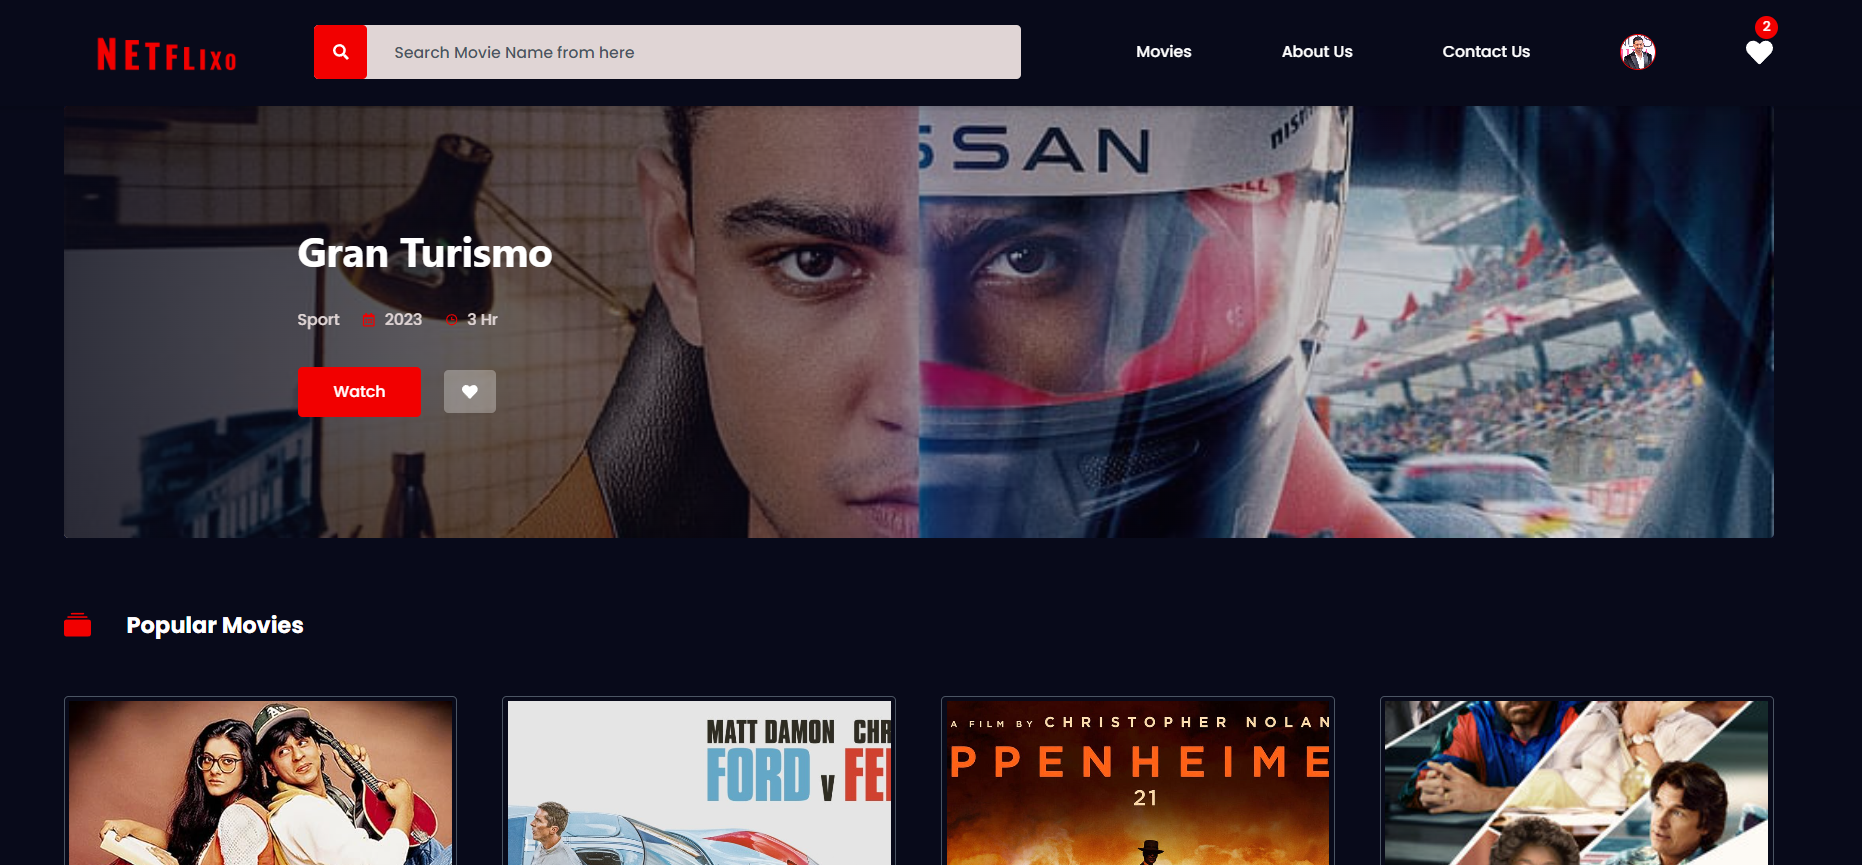 NETFLIXO
Search Movie Name from here
Movies
About Us
Contact Us
2
SSAN
Gran Turismo
Sport
2023
3 Hr
Watch
Popular Movies
MATT DAMON CHR
FORD v FE
A FILM BY CHRISTOPHER NOLAN
PPENHEIME
21